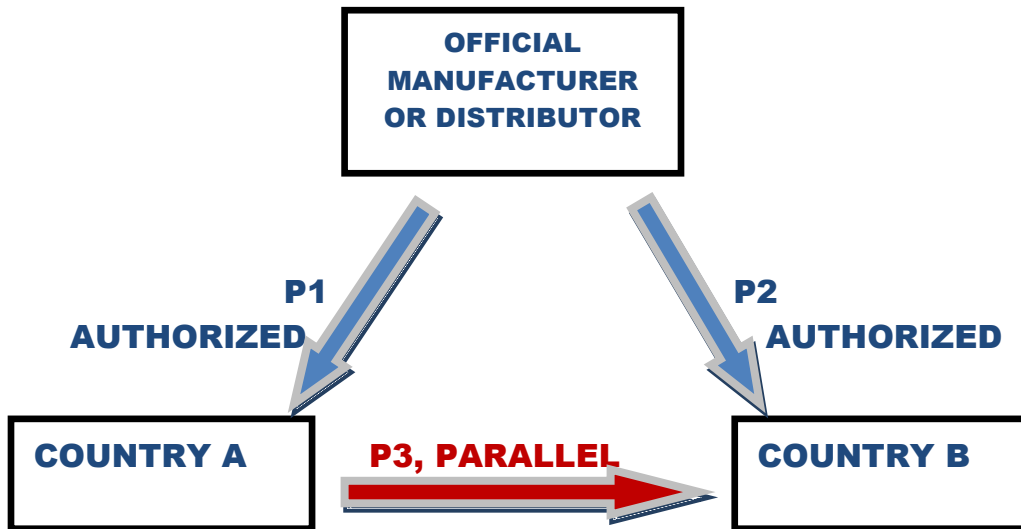 OFFICIAL
MANUFACTURER
OR DISTRIBUTOR
P1
AUTHORIZED
P2
AUTHORIZED
COUNTRY A
P3, PARALLEL
COUNTRY B